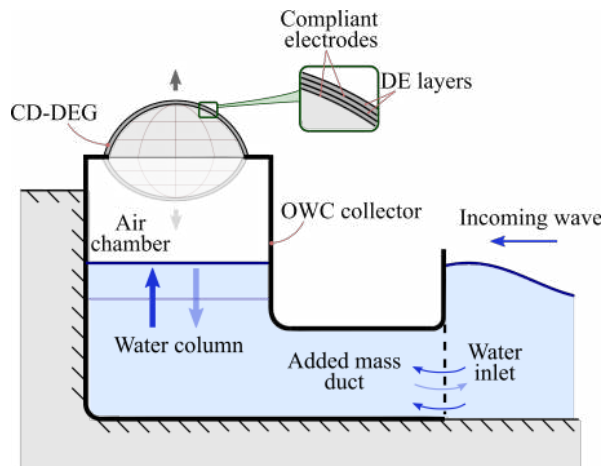 Compliant
electrodes
DE layers
CD-DEG
Air
chamber
OWC collector
Incoming wave
Water column
Added mass
duct
Water
inlet